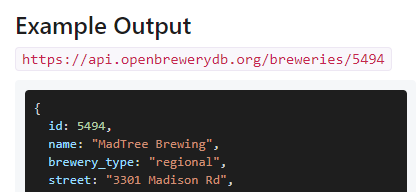 Example Output
https://api.openbrewerydb.org/breweries/5494
{
id: 5494,
name: "MadTree Brewing",
brewery_type: "regional",
street: "3301 Madison Rd",